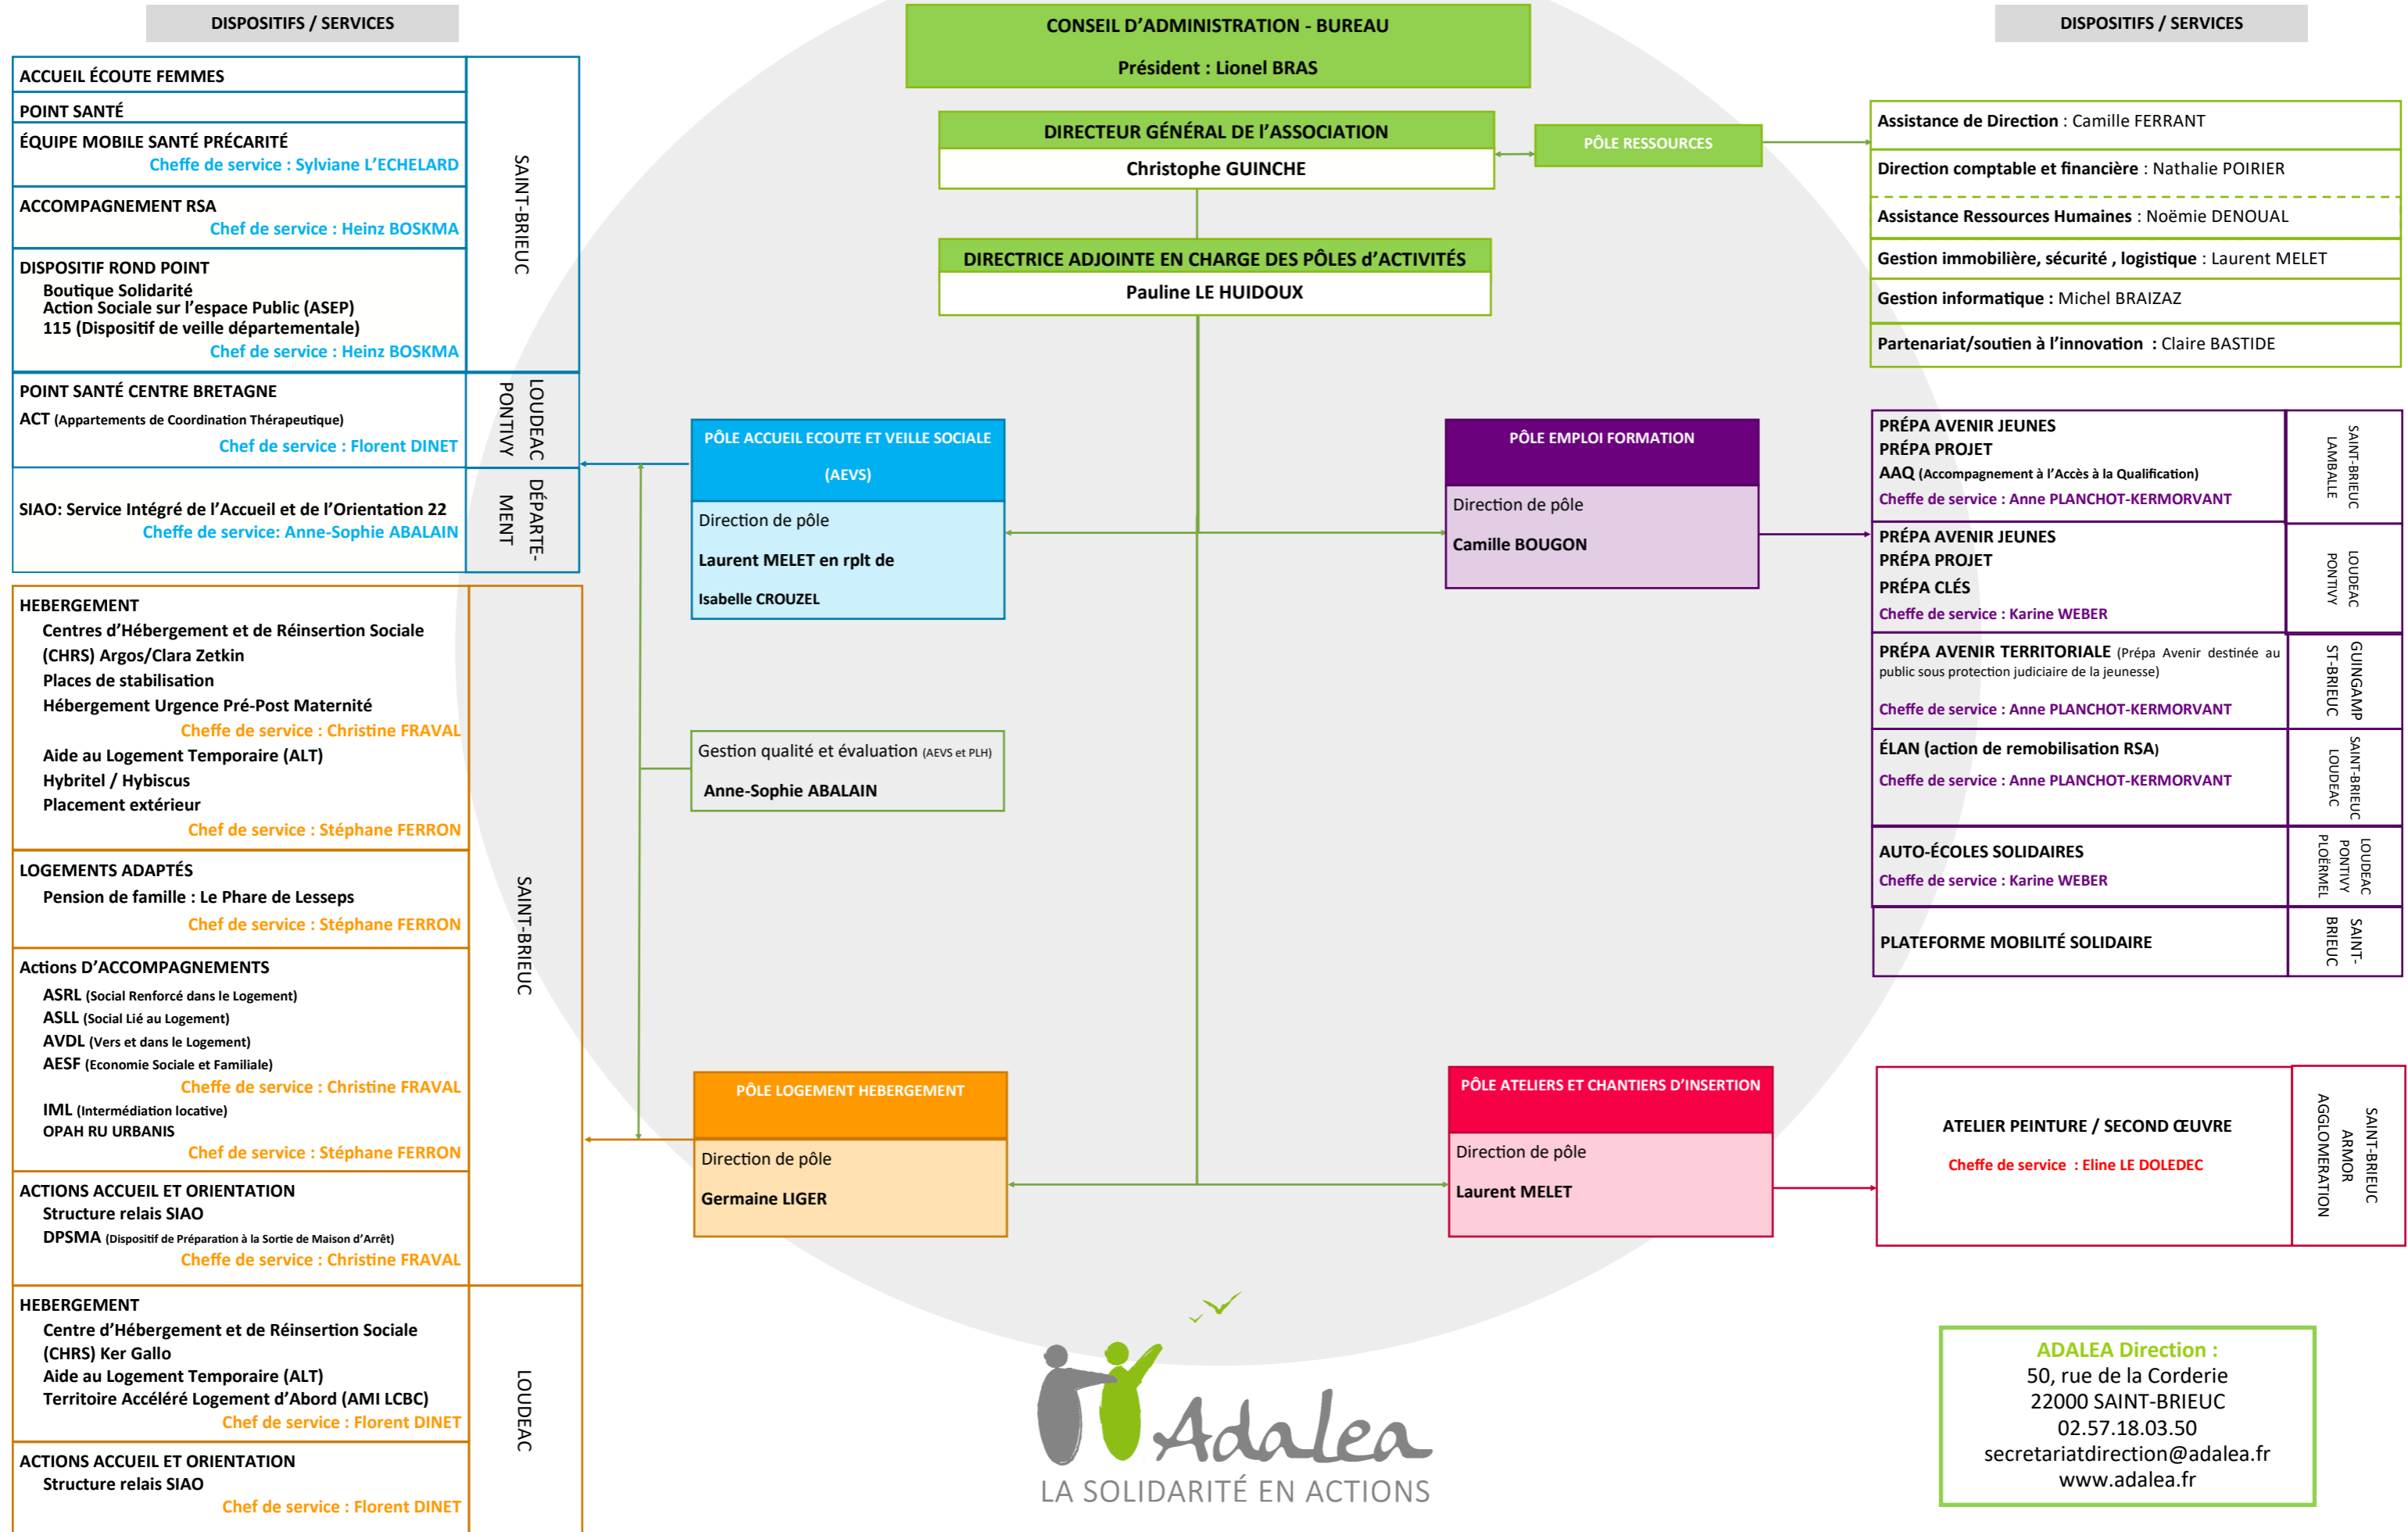 DISPOSITIFS / SERVICES
ACCUEIL ÉCOUTE FEMMES
POINT SANTÉ
ÉQUIPE MOBILE SANTÉ PRÉCARITÉ
Cheffe de service : Sylviane L'ECHELARD
ACCOMPAGNEMENT RSA
Chef de service : Heinz BOSKMA
DISPOSITIF ROND POINT
Boutique Solidarité
Action Sociale sur l'espace Public (ASEP)
115 (Dispositif de veille départementale)
Chef de service : Heinz BOSKMA
SAINT-BRIEUC
POINT SANTÉ CENTRE BRETAGNE
ACT (Appartements de Coordination Thérapeutique)
Chef de service : Florent DINET
LOUDEAC
PONTIVY
SIAO: Service Intégré de l'Accueil et de l'Orientation 22
Cheffe de service: Anne-Sophie ABALAIN
DÉPARTE-
MENT
HEBERGEMENT
Centres d'Hébergement et de Réinsertion Sociale
(CHRS) Argos/Clara Zetkin
Places de stabilisation
Hébergement Urgence Pré-Post Maternité
Cheffe de service : Christine FRAVAL
Aide au Logement Temporaire (ALT)
Hybritel / Hybiscus
Placement extérieur
Chef de service : Stéphane FERRON
LOGEMENTS ADAPTÉS
Pension de famille : Le Phare de Lesseps
Chef de service : Stéphane FERRON
Actions D'ACCOMPAGNEMENTS
ASRL (Social Renforcé dans le Logement)
ASLL (Social Lié au Logement)
AVDL (Vers et dans le Logement)
AESF (Economie Sociale et Familiale)
Cheffe de service : Christine FRAVAL
IML (Intermédiation locative)
OPAH RU URBANIS
Chef de service : Stéphane FERRON
ACTIONS ACCUEIL ET ORIENTATION
Structure relais SIAO
DPSMA (Dispositif de Préparation à la Sortie de Maison d'Arrêt)
Cheffe de service : Christine FRAVAL
SAINT-BRIEUC
HEBERGEMENT
Centre d'Hébergement et de Réinsertion Sociale
(CHRS) Ker Gallo
Aide au Logement Temporaire (ALT)
Territoire Accéléré Logement d'Abord (AMI LCBC)
Chef de service : Florent DINET
ACTIONS ACCUEIL ET ORIENTATION
Structure relais SIAO
Chef de service : Florent DINET
LOUDEAC
CONSEIL D'ADMINISTRATION - BUREAU
Président : Lionel BRAS
DIRECTEUR GÉNÉRAL DE l'ASSOCIATION
Christophe GUINCHE
PÔLE RESSOURCES
DIRECTRICE ADJOINTE EN CHARGE DES PÔLES d'ACTIVITÉS
Pauline LE HUIDOUX
PÔLE ACCUEIL ECOUTE ET VEILLE SOCIALE
(AEVS)
Direction de pôle
Laurent MELET en rplt de
Isabelle CROUZEL
PÔLE EMPLOI FORMATION
Direction de pôle
Camille BOUGON
Gestion qualité et évaluation (AEVS et PLH)
Anne-Sophie ABALAIN
PÔLE LOGEMENT HEBERGEMENT
Direction de pôle
Germaine LIGER
PÔLE ATELIERS ET CHANTIERS D'INSERTION
Direction de pôle
Laurent MELET
Adalea
LA SOLIDARITÉ EN ACTIONS
DISPOSITIFS / SERVICES
Assistance de Direction : Camille FERRANT
Direction comptable et financière : Nathalie POIRIER
Assistance Ressources Humaines : Noëmie DENOUAL
Gestion immobilière, sécurité , logistique : Laurent MELET
Gestion informatique : Michel BRAIZAZ
Partenariat/soutien à l'innovation : Claire BASTIDE
PRÉPA AVENIR JEUNES
PRÉPA PROJET
AAQ (Accompagnement à l'Accès à la Qualification)
Cheffe de service : Anne PLANCHOT-KERMORVANT
SAINT-BRIEUC
LAMBALLE
PRÉPA AVENIR JEUNES
PRÉPA PROJET
PRÉPA CLÉS
Cheffe de service : Karine WEBER
LOUDEAC
PONTIVY
PRÉPA AVENIR TERRITORIALE (Prépa Avenir destinée au
public sous protection judiciaire de la jeunesse)
Cheffe de service : Anne PLANCHOT-KERMORVANT
GUINGAMP
ST-BRIEUC
ÉLAN (action de remobilisation RSA)
Cheffe de service : Anne PLANCHOT-KERMORVANT
SAINT-BRIEUC
LOUDEAC
AUTO-ÉCOLES SOLIDAIRES
Cheffe de service : Karine WEBER
LOUDEAC
PONTIVY
PLOËRMEL
PLATEFORME MOBILITÉ SOLIDAIRE
SAINT-
BRIEUC
ATELIER PEINTURE / SECOND ŒUVRE
Cheffe de service : Eline LE DOLEDEC
SAINT-BRIEUC
ARMOR
AGGLOMERATION
ADALEA Direction :
50, rue de la Corderie
22000 SAINT-BRIEUC
02.57.18.03.50
secretariatdirection@adalea.fr
www.adalea.fr